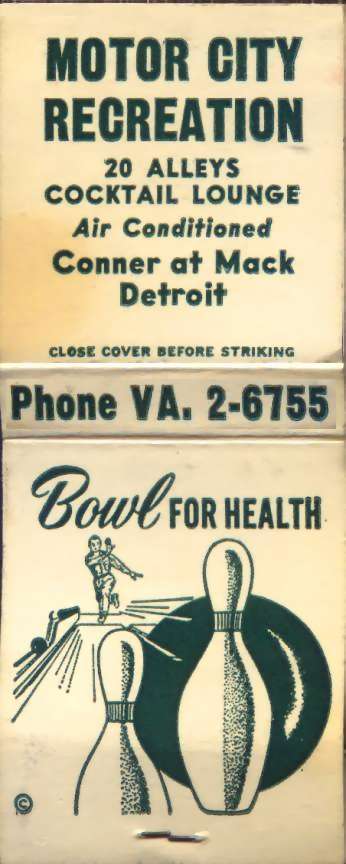 MOTOR CITY
RECREATION
20 ALLEYS
COCKTAIL LOUNGE
Air Conditioned
Conner at Mack
Detroit
CLOSE COVER BEFORE STRIKING
Phone VA. 2-6755
Bowl FOR HEALTH
©